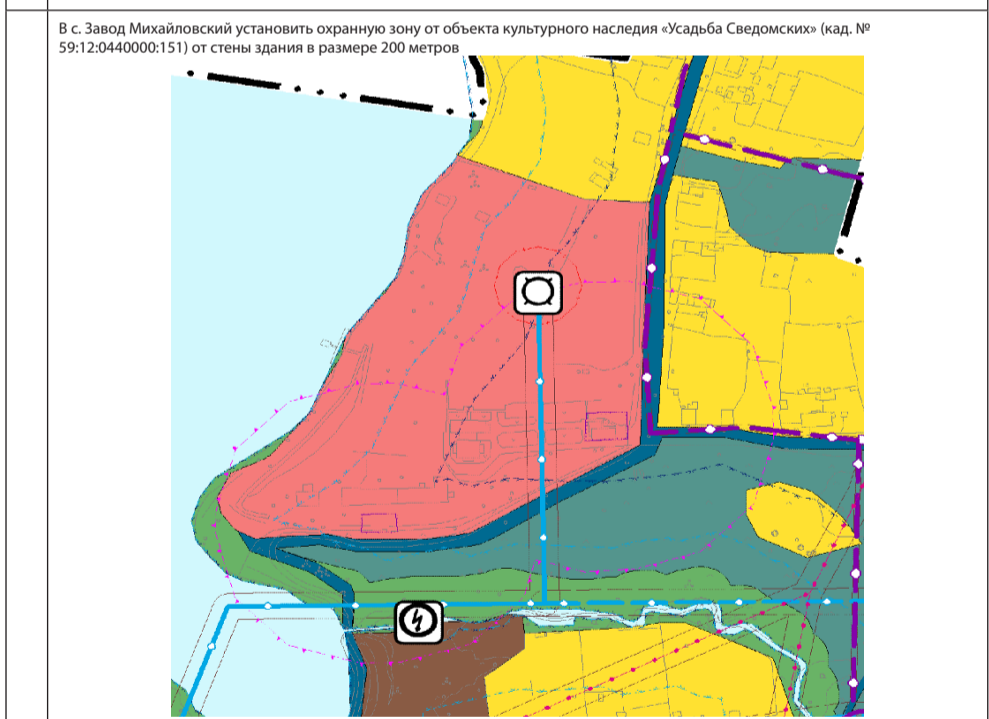 В с. Завод Михайловский установить охранную зону от объекта культурного наследия «Усадьба Сведомских» (кад. №
59:12:0440000:151) от стены здания в размере 200 метров